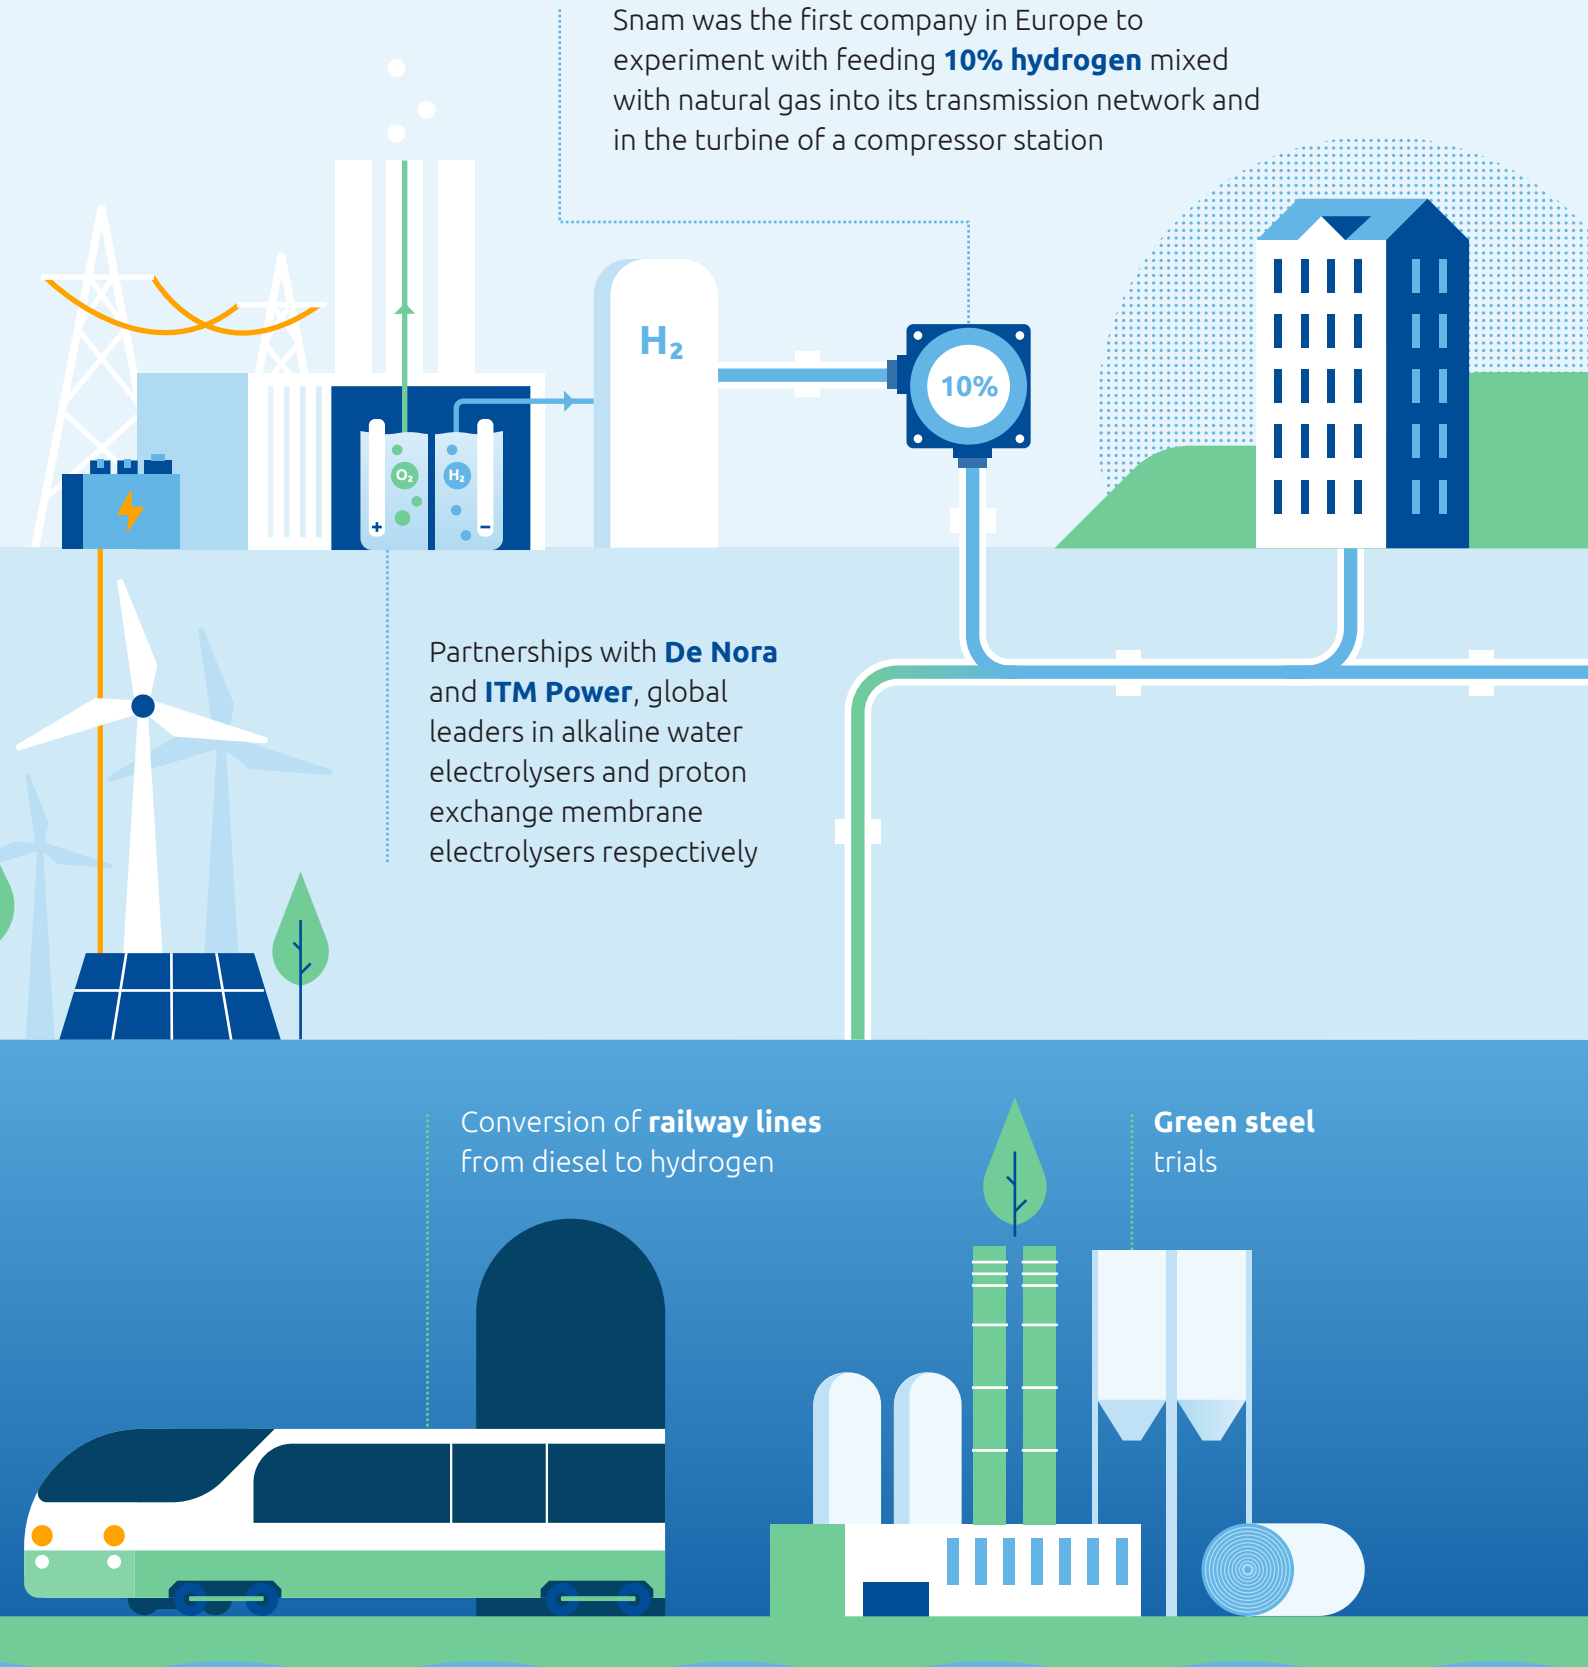 Snam was the first company in Europe to
experiment with feeding 10% hydrogen mixed
with natural gas into its transmission network and
in the turbine of a compressor station
H₂
10%
O₂
H₂
+
−
Partnerships with De Nora
and ITM Power, global
leaders in alkaline water
electrolysers and proton
exchange membrane
electrolysers respectively
Conversion of railway lines
from diesel to hydrogen
Green steel
trials